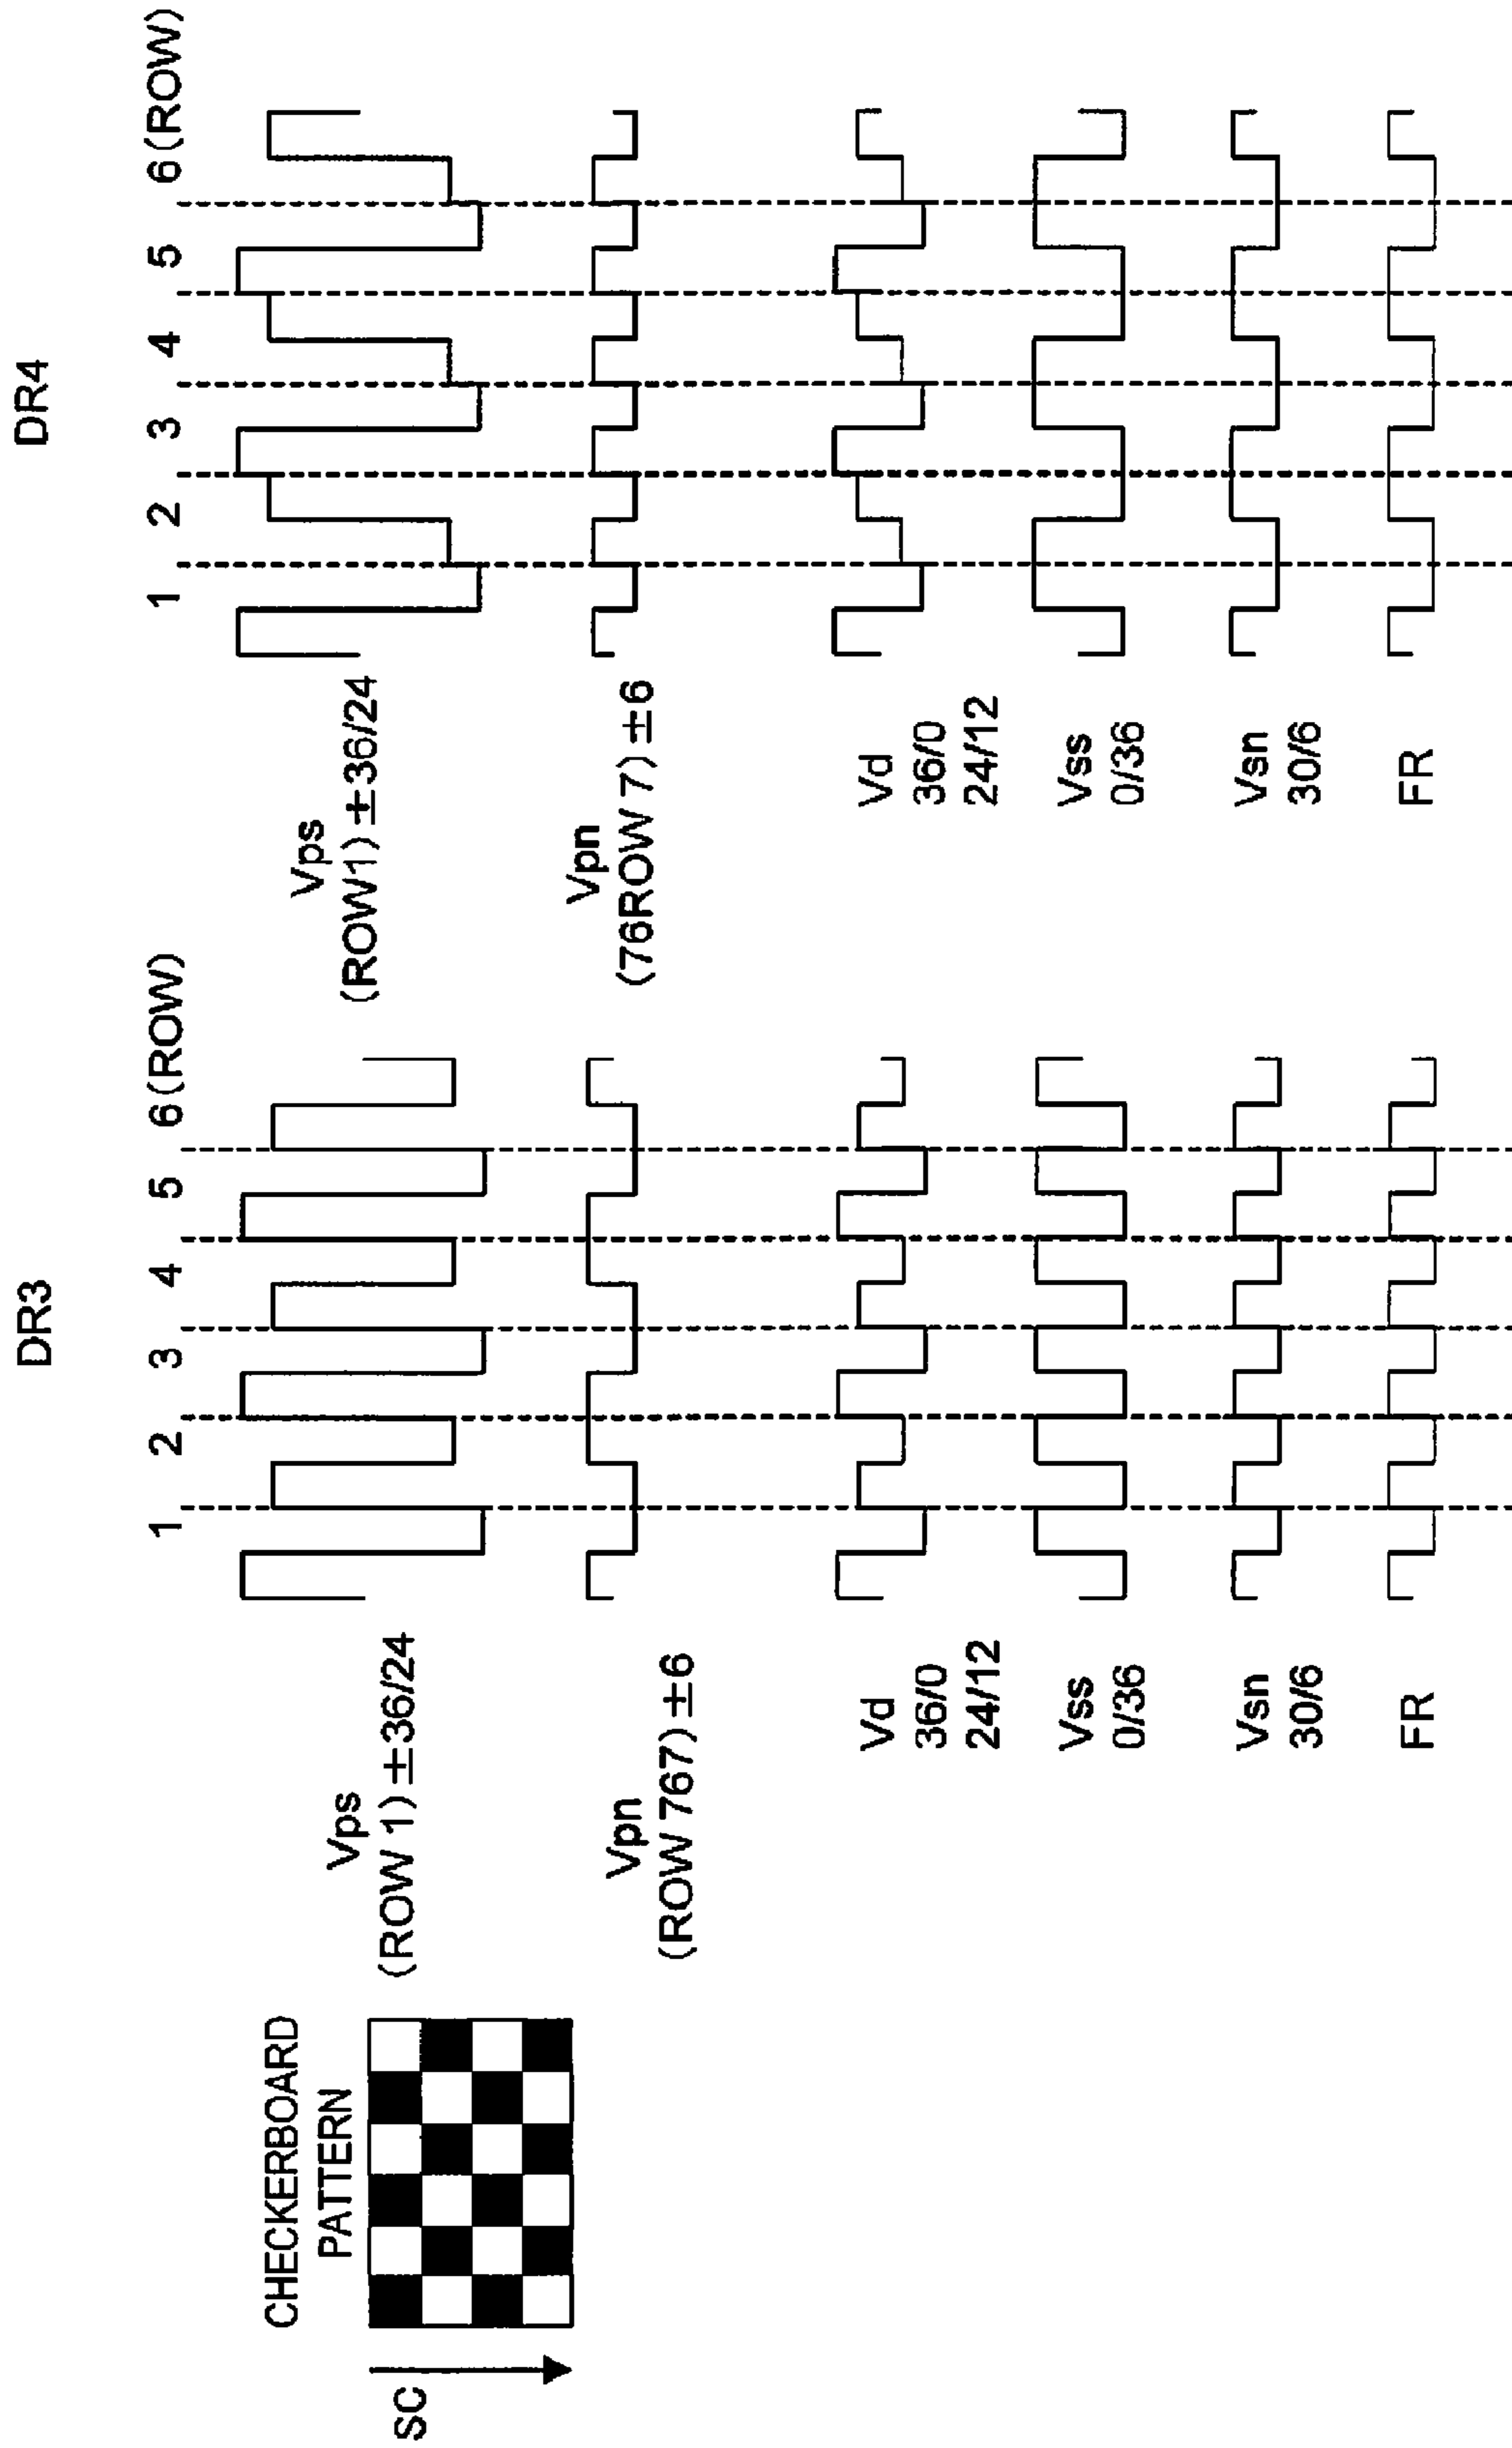 CHECKERBOARD
PATTERN
SC
DR3
1 2 3 4 5 6(ROW)
Vps
(ROW 1)±36/24
Vpn
(ROW 767)±6
Vd
36/0
24/12
Vss
0/36
Vsn
30/6
FR
DR4
1 2 3 4 5 6(ROW)
Vps
(ROW1)±36/24
Vpn
(76ROW 7)±6
Vd
36/0
24/12
Vss
0/36
Vsn
30/6
FR